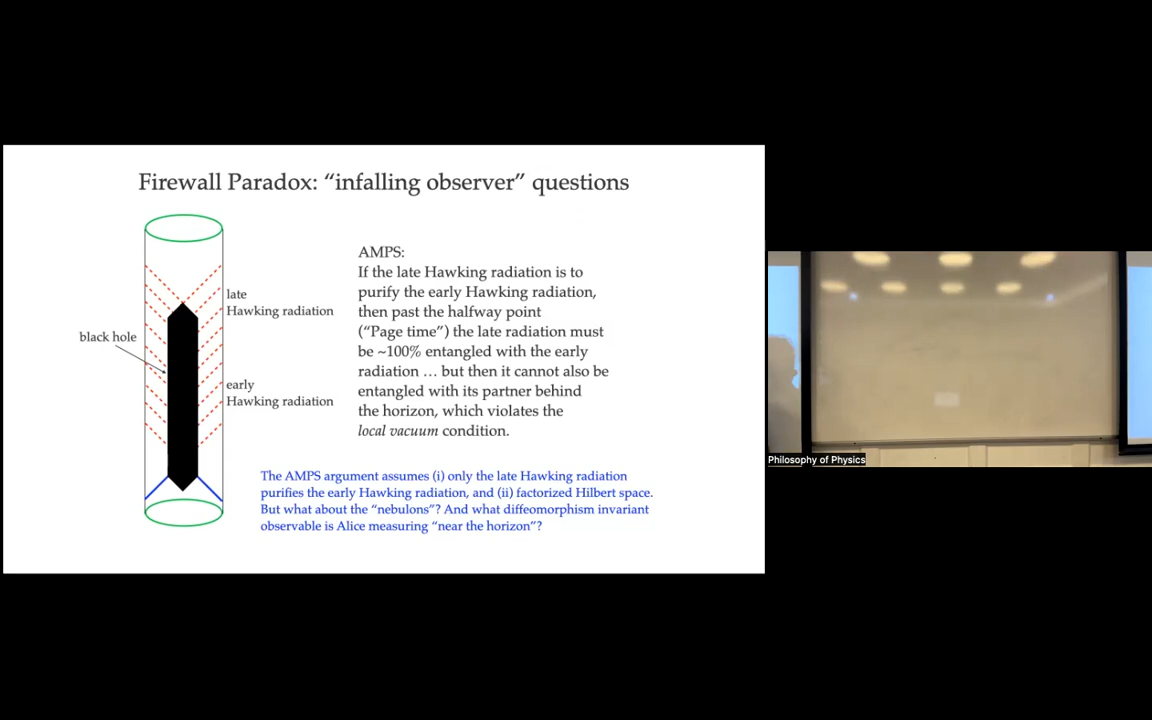 Firewall Paradox: “infalling observer” questions
late
Hawking radiation
black hole
early
Hawking radiation
AMPS:
If the late Hawking radiation is to
purify the early Hawking radiation,
then past the halfway point
(“Page time”) the late radiation must
be ~100% entangled with the early
radiation … but then it cannot also be
entangled with its partner behind
the horizon, which violates the
local vacuum condition.
The AMPS argument assumes (i) only the late Hawking radiation
purifies the early Hawking radiation, and (ii) factorized Hilbert space.
But what about the “nebulons”? And what diffeomorphism invariant
observable is Alice measuring “near the horizon”?
Philosophy of Physics